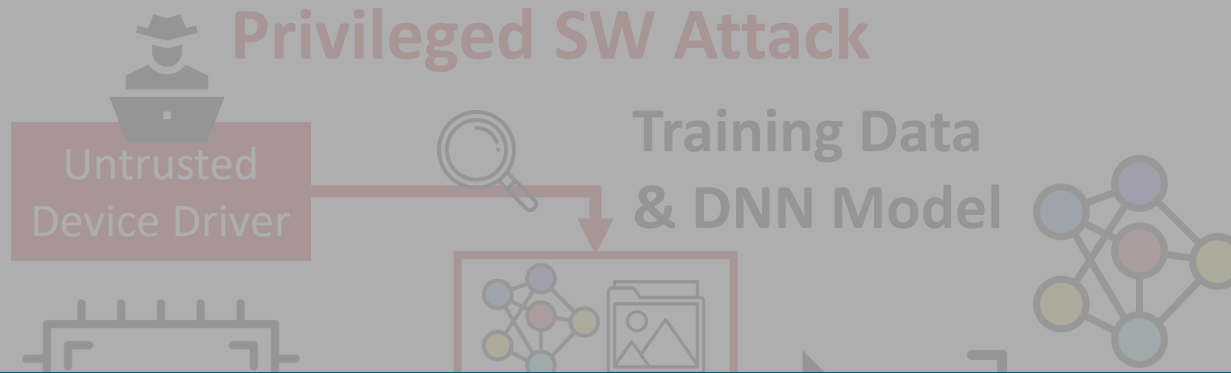 Privileged SW Attack
Training Data
& DNN Model
Untrusted
Device Driver